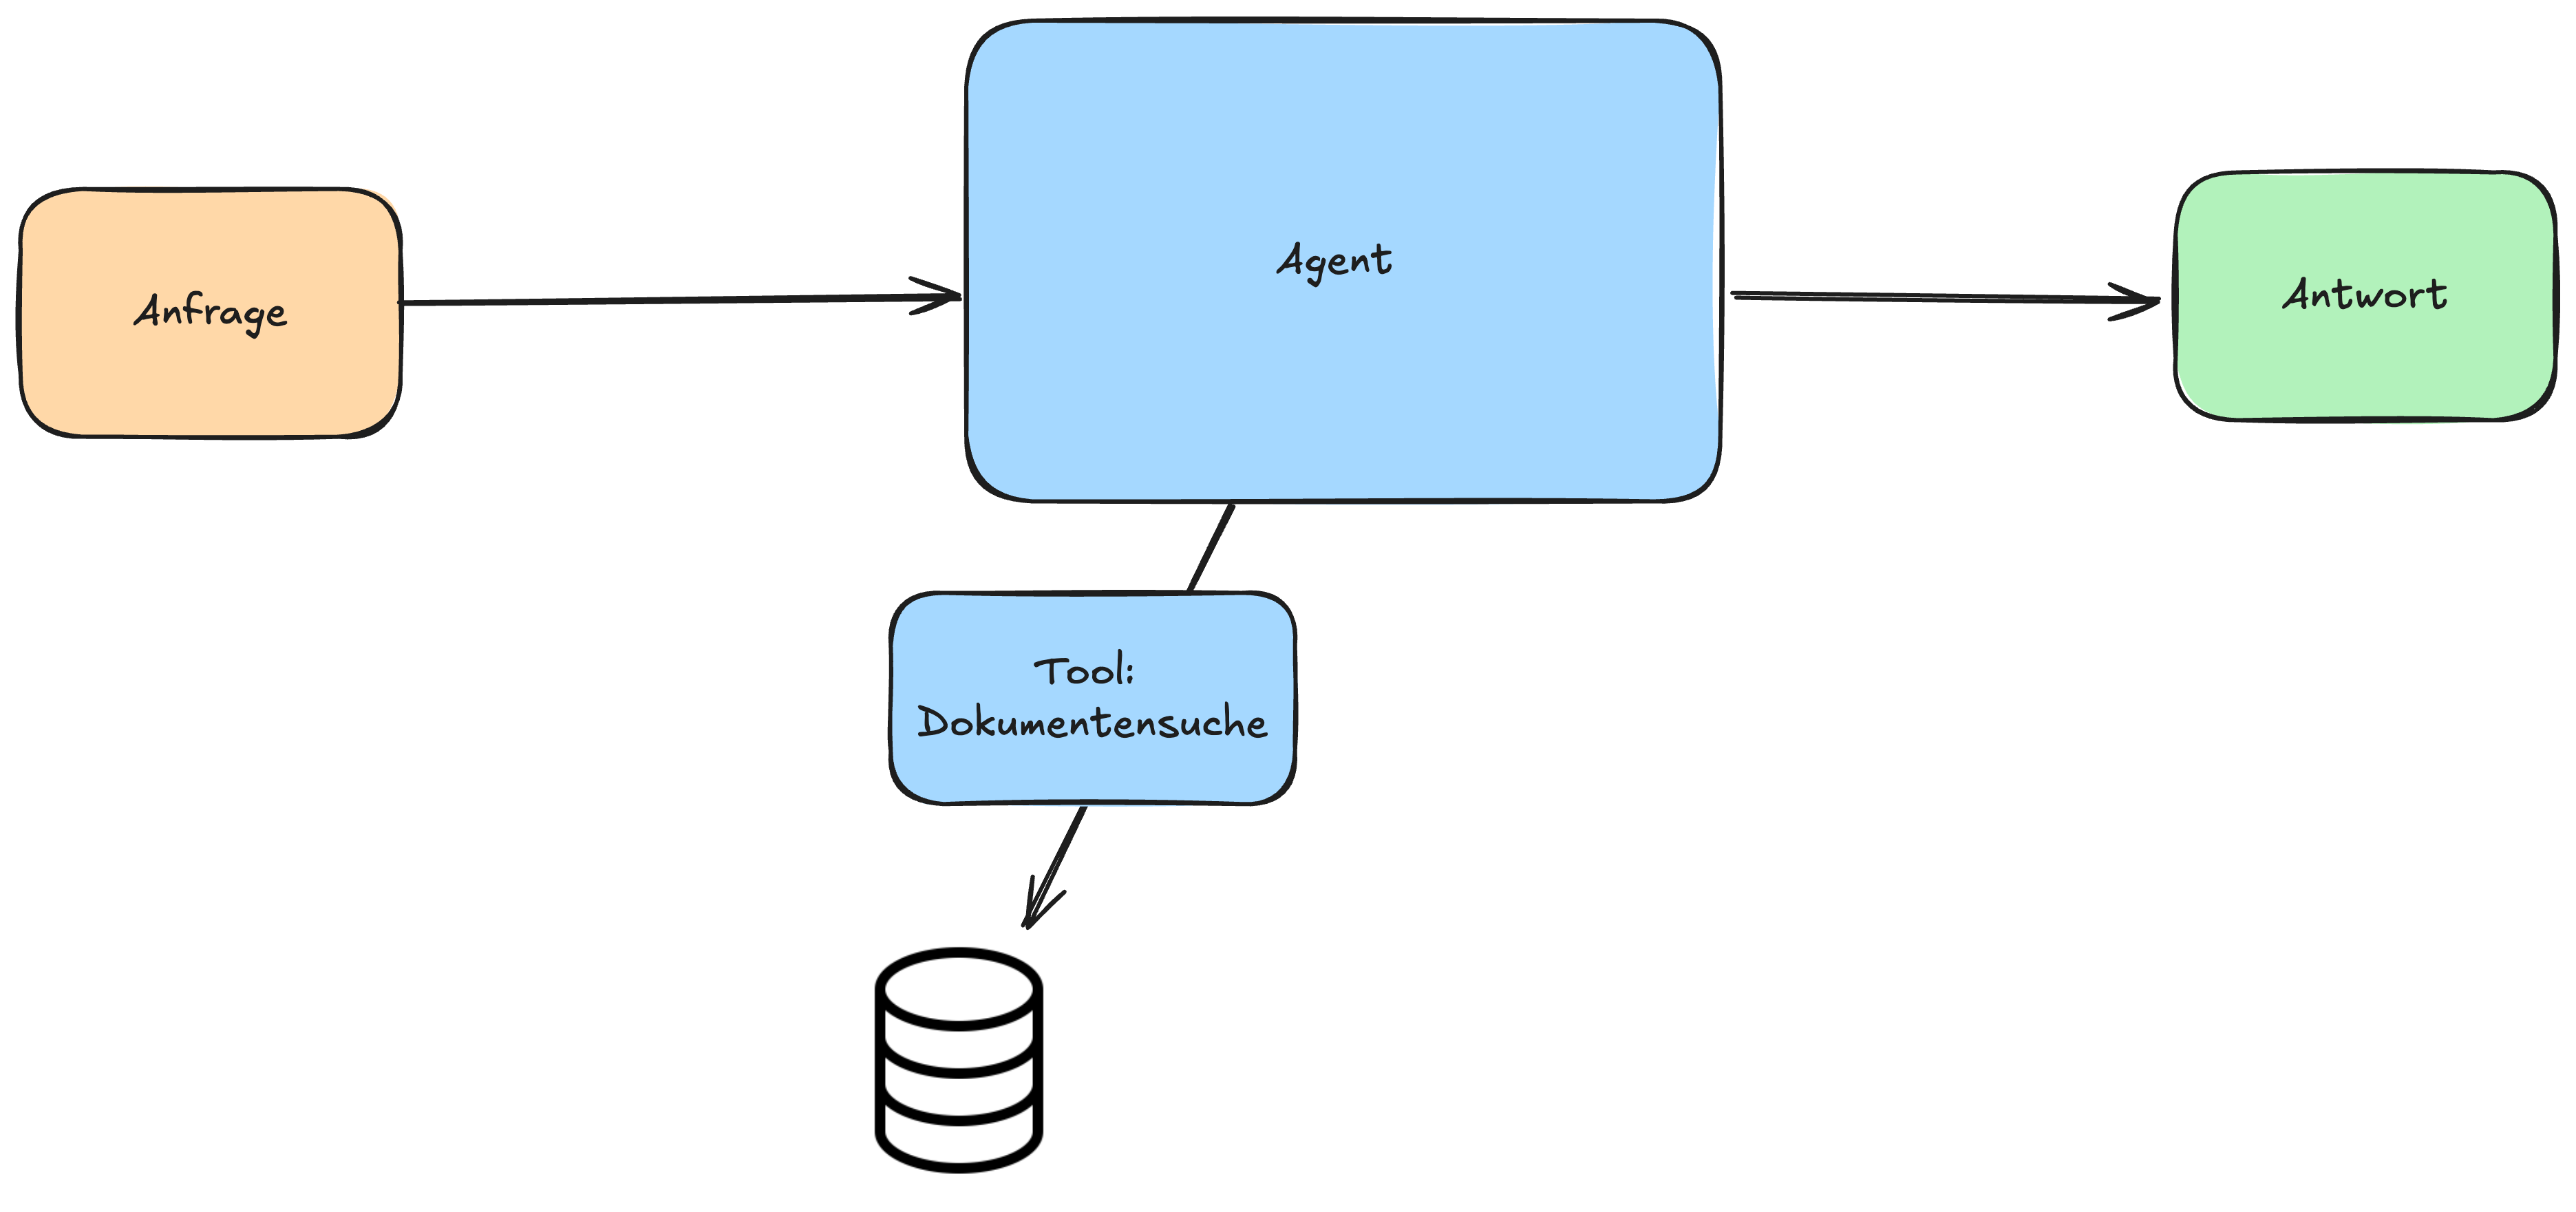 Anfrage
Agent
Antwort
Tool:
Dokumentensuche